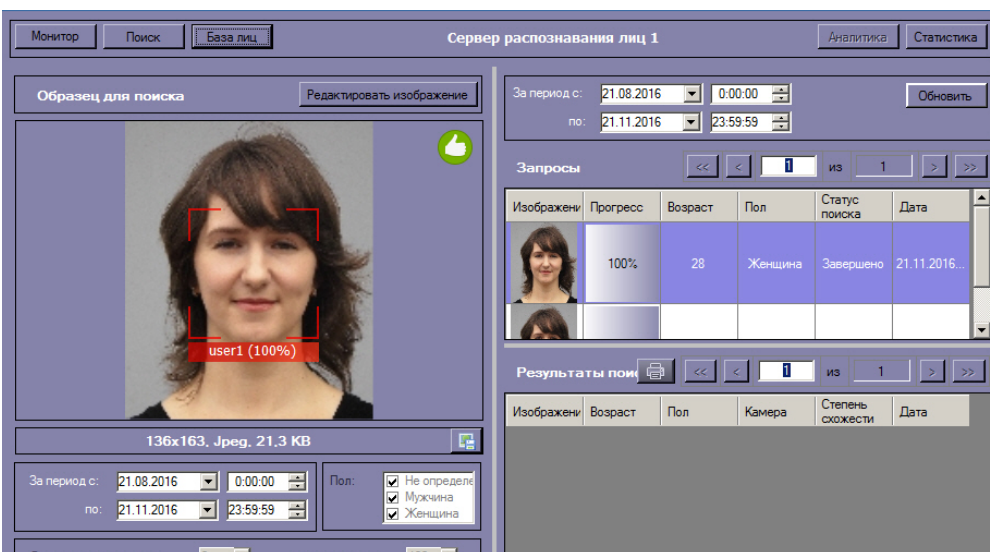 Монитор
Поиск
База лиц
Сервер распознавания лиц 1
Аналитика
Статистика
Образец для поиска
Редактировать изображение
user1 (100%)
136x163, Jpeg, 21,3 KB
За период с:
21.08.2016
0:00:00
по:
21.11.2016
23:59:59
Пол:
Не определе
Мужчина
Женщина
За период с:
21.08.2016
0:00:00
Обновить
по:
21.11.2016
23:59:59
Запросы
<<
<
1
из
1
>
>>
Изображени
Прогресс
Возраст
Пол
Статус
поиска
Дата
100%
28
Женщина
Завершено
21.11.2016...
Результаты пои
<<
<
1
из
1
>
>>
Изображени
Возраст
Пол
Камера
Степень
схожести
Дата